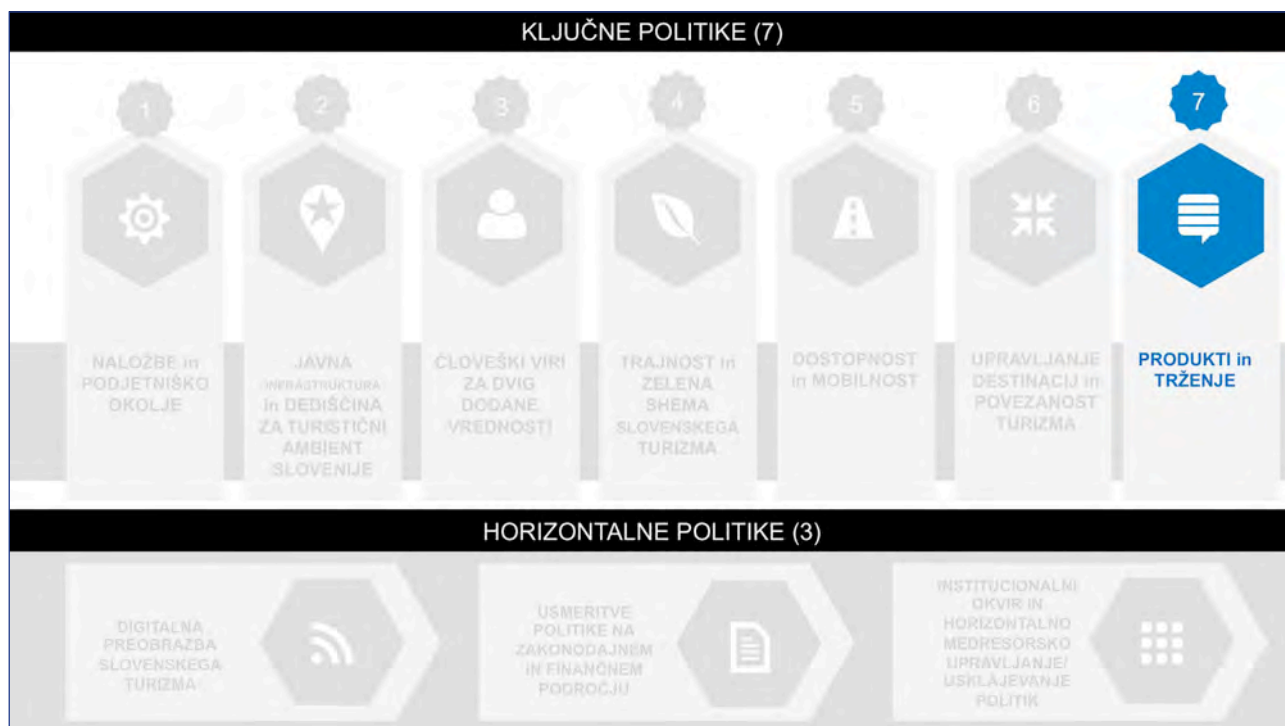 KLJUČNE POLITIKE (7)
1
2
3
4
5
6
7
NALOŽBE in
PODJETNIŠKO
OKOLJE
JAVNA
INFRASTRUKTURA
in DEDIŠČINA
ZA TURISTIČNI
AMBIENT
SLOVENIJE
ČLOVEŠKI VIRI
ZA DVIG
DODANE
VREDNOSTI
TRAJNOST in
ZELENA
SHEMA
SLOVENSKEGA
TURIZMA
DOSTOPNOST
in MOBILNOST
UPRAVLJANJE
DESTINACIJ in
POVEZANOST
TURIZMA
PRODUKTI in
TRŽENJE
HORIZONTALNE POLITIKE (3)
DIGITALNA
PREOBRAZBA
SLOVENSKEGA
TURIZMA
USMERITVE
POLITIKE NA
ZAKONODAJNEM
IN FINANČNEM
PODROČJU
INSTITUCIONALNI
OKVIR IN
HORIZONTALNO
MEDRESORSKO
UPRAVLJANJE/
USKLAJEVANJE
POLITIK